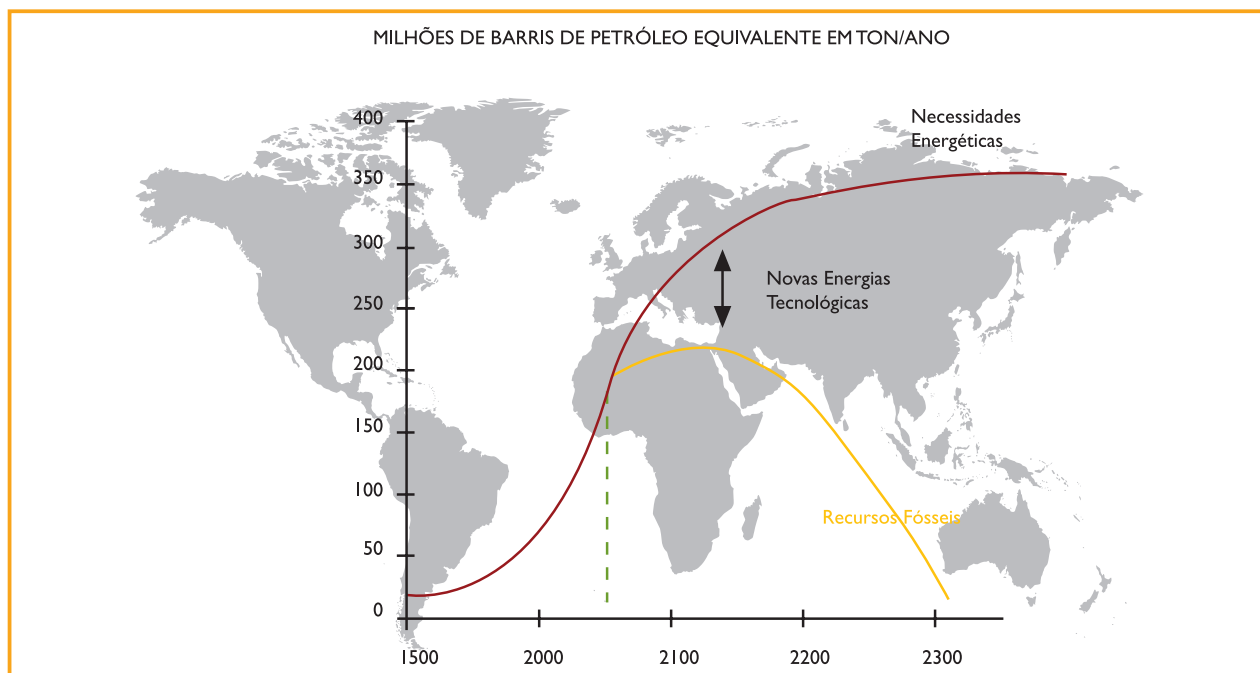 MILHÕES DE BARRIS DE PETRÓLEO EQUIVALENTE EM TON/ANO
400
Necessidades
Energéticas
350
300
Novas Energias
Tecnológicas
250
200
150
100
Recursos Fósseis
50
0
1500 2000 2100 2200 2300